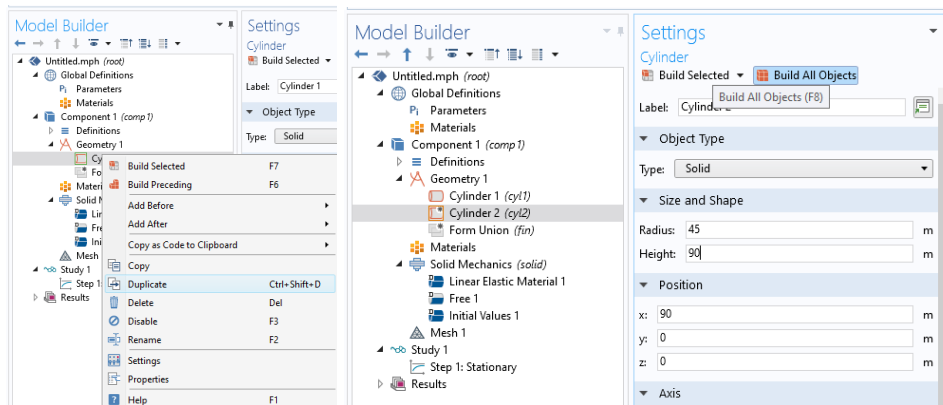 Model Builder
Untitled.mph (root)
Global Definitions
Pi Parameters
Materials
Component 1 (comp1)
Definitions
Geometry 1
Cy
Fo
Materi
Solid M
Lin
Fre
Ini
Mesh
Study 1
Step 1:
Results
Settings
Cylinder
Build Selected
Label: Cylinder 1
Object Type
Type: Solid
Build Selected F7
Build Preceding F6
Add Before
Add After
Copy as Code to Clipboard
Copy
Duplicate Ctrl+Shift+D
Delete Del
Disable F3
Rename F2
Settings
Properties
Help F1
Model Builder
Untitled.mph (root)
Global Definitions
Pi Parameters
Materials
Component 1 (comp1)
Definitions
Geometry 1
Cylinder 1 (cyl1)
Cylinder 2 (cyl2)
Form Union (fin)
Materials
Solid Mechanics (solid)
Linear Elastic Material 1
Free 1
Initial Values 1
Mesh 1
Study 1
Step 1: Stationary
Results
Settings
Cylinder
Build Selected Build All Objects
Build All Objects (F8)
Label: Cylinder 2
Object Type
Type: Solid
Size and Shape
Radius: 45 m
Height: 90 m
Position
x: 90 m
y: 0 m
z: 0 m
Axis